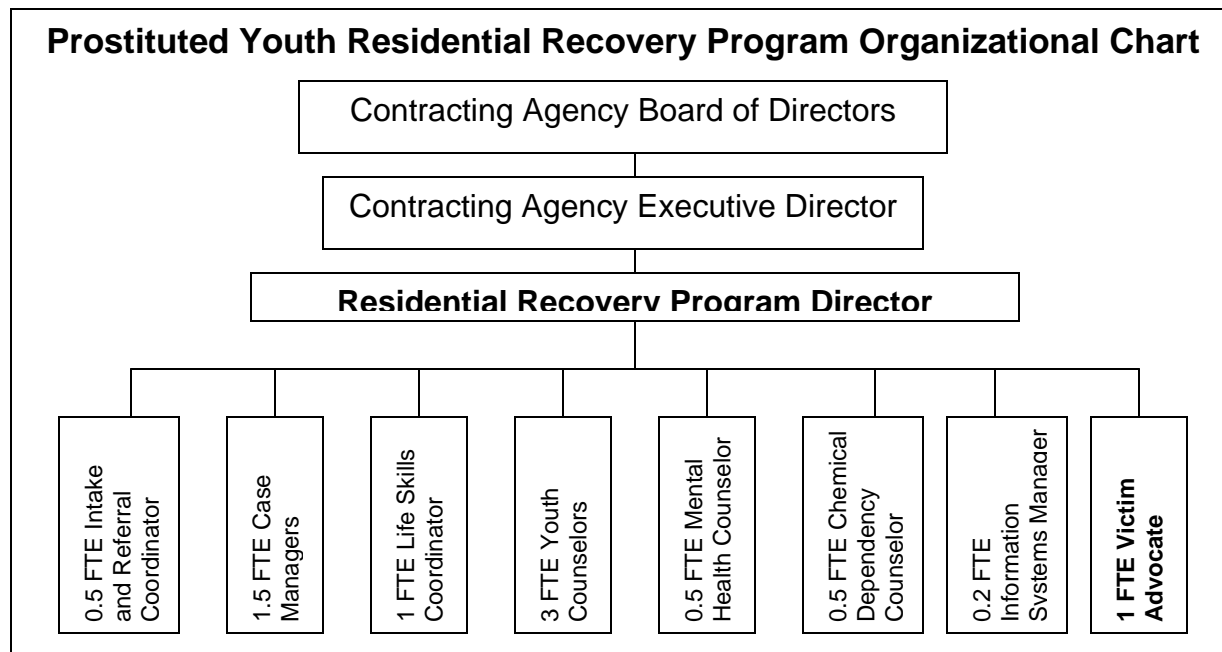 Prostituted Youth Residential Recovery Program Organizational Chart
Contracting Agency Board of Directors
Contracting Agency Executive Director
Residential Recovery Program Director
0.5 FTE Intake
and Referral
Coordinator
1.5 FTE Case
Managers
1 FTE Life Skills
Coordinator
3 FTE Youth
Counselors
0.5 FTE Mental
Health Counselor
0.5 FTE Chemical
Dependency
Counselor
0.2 FTE
Information
Systems Manager
1 FTE Victim
Advocate